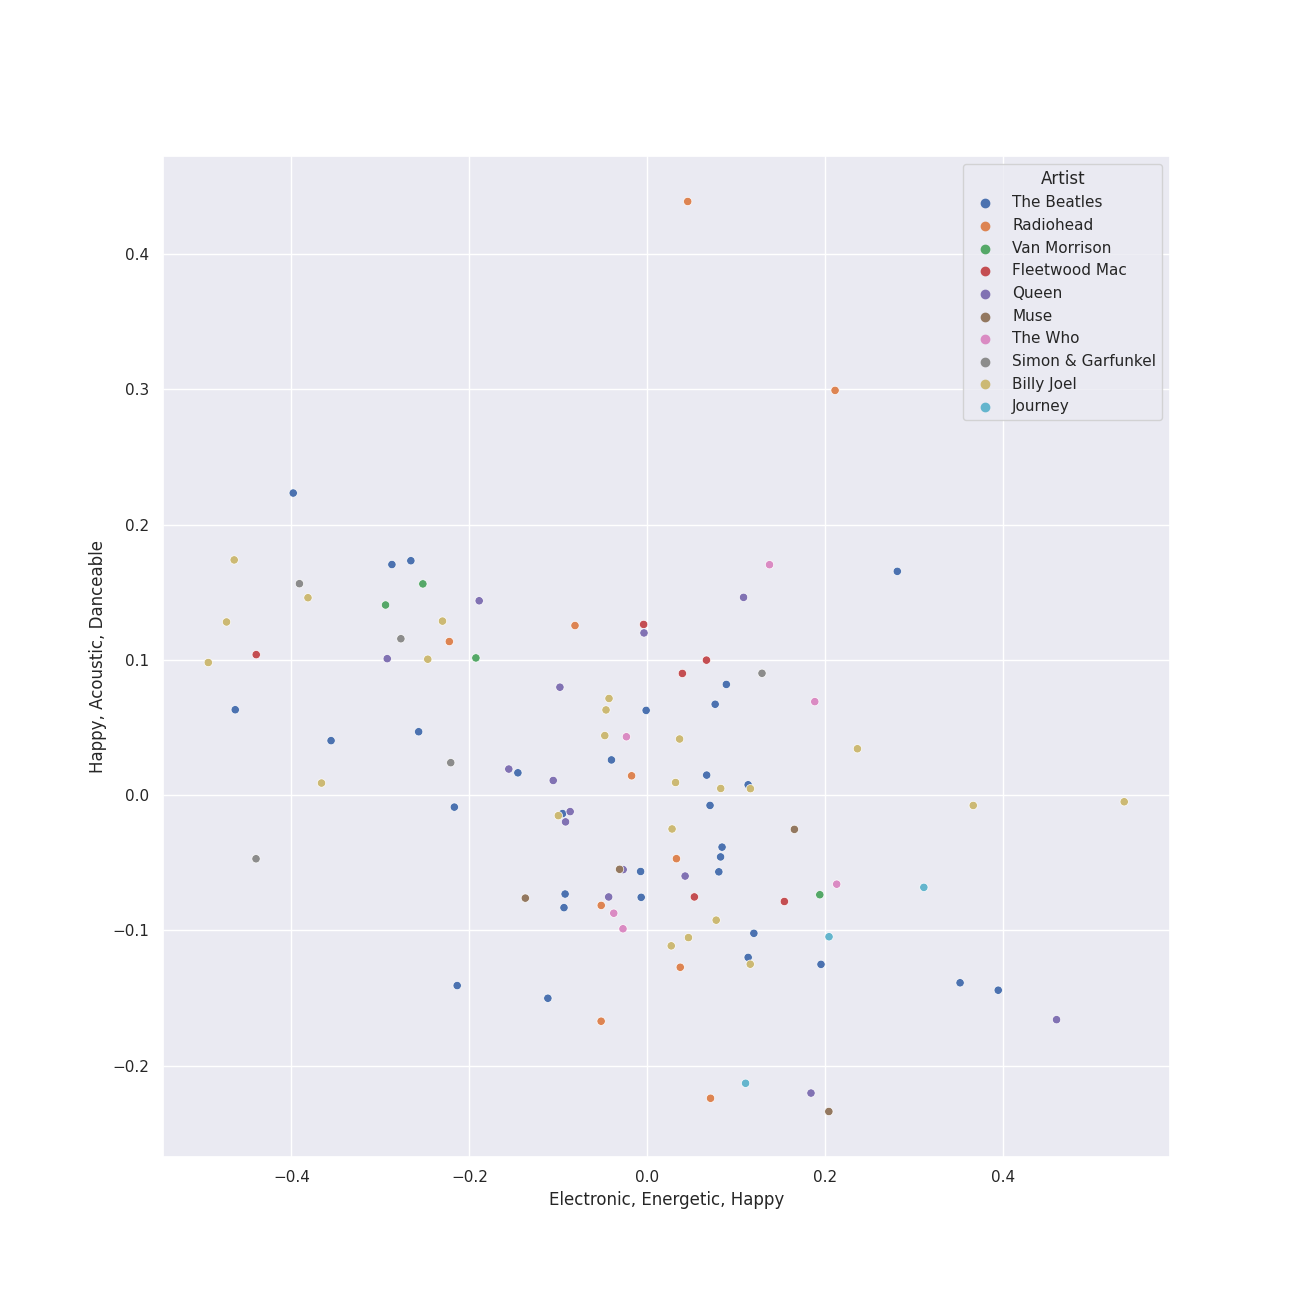 Artist
The Beatles
Radiohead
Van Morrison
Fleetwood Mac
Queen
Muse
The Who
Simon & Garfunkel
Billy Joel
Journey
Happy, Acoustic, Danceable
0.4
0.3
0.2
0.1
0.0
−0.1
−0.2
−0.4
−0.2
0.0
0.2
0.4
Electronic, Energetic, Happy